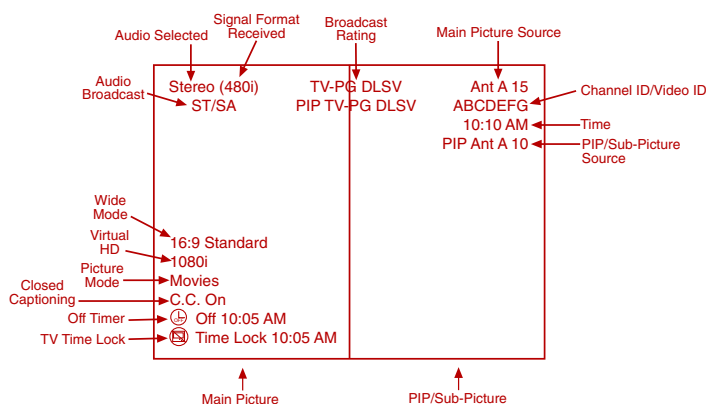 Signal Format
Received
Broadcast
Rating
Audio Selected
Main Picture Source
Audio
Broadcast
Stereo (480i)
TV-PG DLSV
Ant A 15
ST/SA
PIP TV-PG DLSV
ABCDEFG
Channel ID/Video ID
10:10 AM
Time
PIP Ant A 10
PIP/Sub-Picture
Source
Wide
Mode
16:9 Standard
Virtual
HD
1080i
Picture
Mode
Movies
Closed
Captioning
C.C. On
Off Timer
OFF
Off 10:05 AM
TV Time Lock
Time Lock 10:05 AM
Main Picture
PIP/Sub-Picture